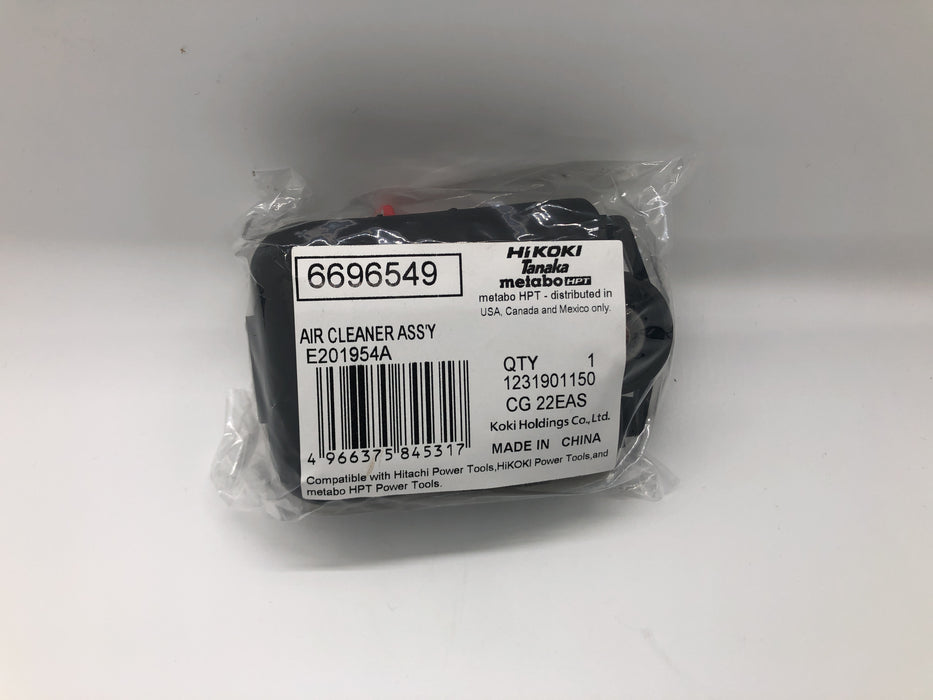 6696549
HiKOKI
Tanaka
metabo HPT
metabo HPT - distributed in
USA, Canada and Mexico only.
AIR CLEANER ASS'Y
E201954A
4 966375 845317
QTY 1
1231901150
CG 22EAS
Koki Holdings Co., Ltd.
MADE IN CHINA
Compatible with Hitachi Power Tools,HiKOKI Power Tools,and
metabo HPT Power Tools.